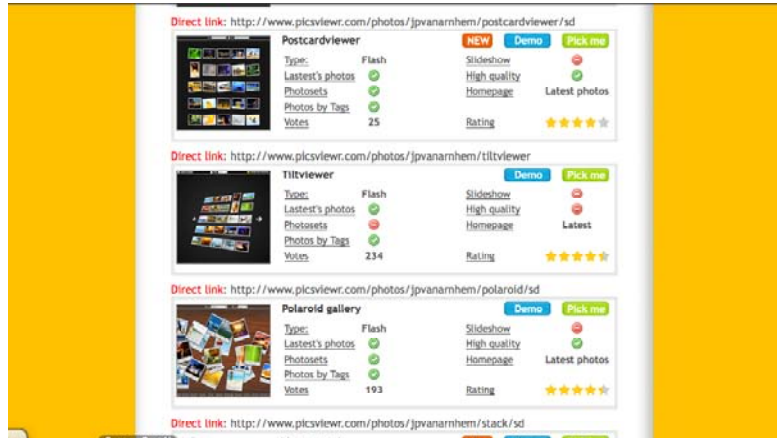 Direct link: http://www.picsviewr.com/photos/jpvanarnhem/postcardviewer/sd
Postcardviewer NEW Demo Pick me
Type: Flash Slideshow
Lastest's photos High quality
Photosets Homepage Latest photos
Photos by Tags
Votes 25 Rating
Direct link: http://www.picsviewr.com/photos/jpvanarnhem/tiltviewer
Tiltviewer Demo Pick me
Type: Flash Slideshow
Lastest's photos High quality
Photosets Homepage Latest
Photos by Tags
Votes 234 Rating
Direct link: http://www.picsviewr.com/photos/jpvanarnhem/polaroid/sd
Polaroid gallery Demo Pick me
Type: Flash Slideshow
Lastest's photos High quality
Photosets Homepage Latest photos
Photos by Tags
Votes 193 Rating
Direct link: http://www.picsviewr.com/photos/jpvanarnhem/stack/sd